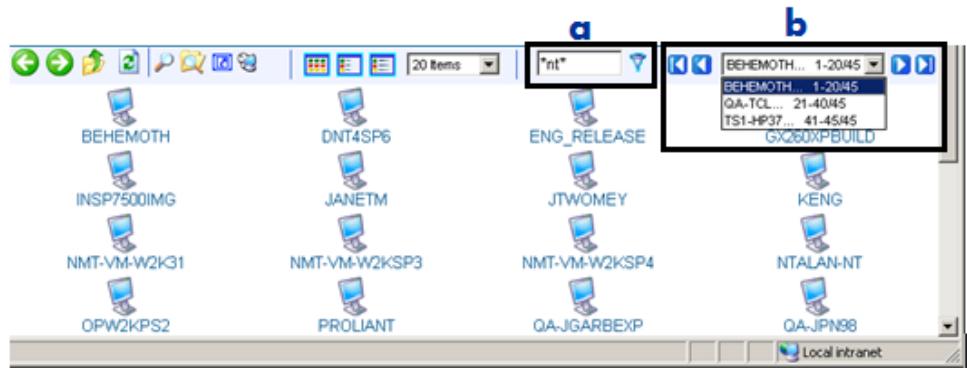 a b
20 Items *nt* BEHEMOTH... 1-20/45
BEHEMOTH... 1-20/45
QA-TCL... 21-40/45
TS1-HP37... 41-45/45
BEHEMOTH DNT4SP6 ENG_RELEASE GX260XPBUILD
INSP7500IMG JANETM JTWOMEY KENG
NMT-VM-W2K31 NMT-VM-W2KSP3 NMT-VM-W2KSP4 NTALAN-NT
OPW2KPS2 PROLIANT QA-JGARBEXP QA-JPN98
Local intranet